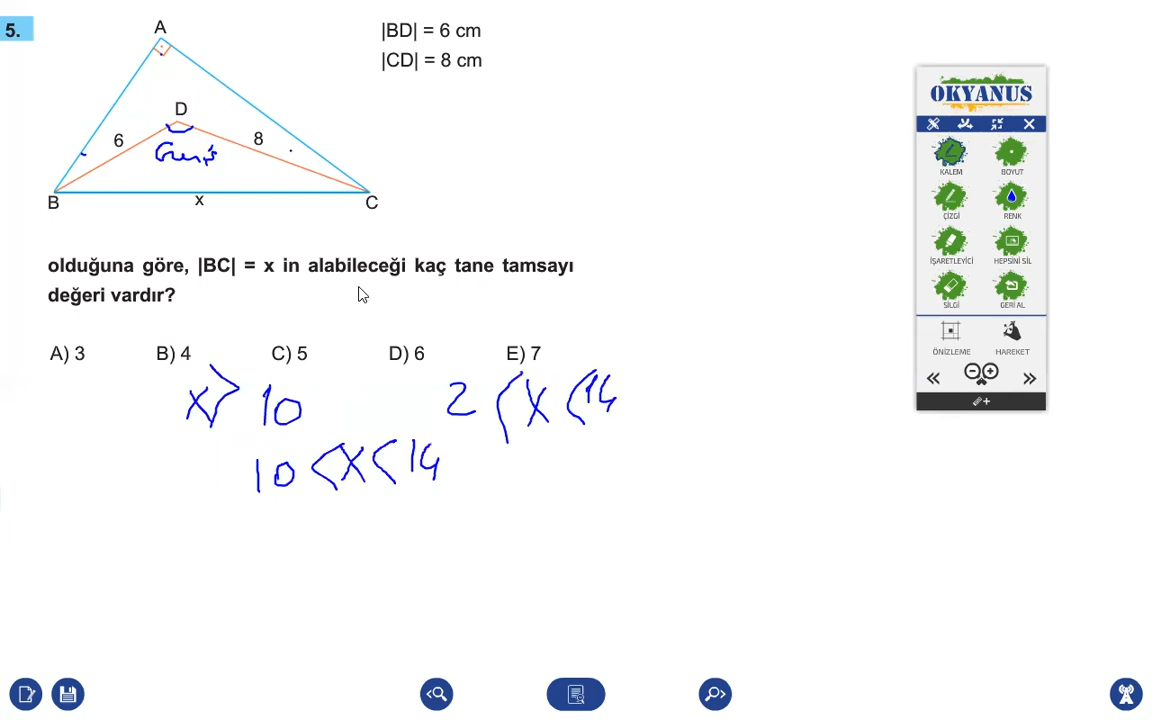 5.
A
|BD| = 6 cm
|CD| = 8 cm
D
6
8
Geniş
B
x
C
olduğuna göre, |BC| = x in alabileceği kaç tane tamsayı
değeri vardır?
A) 3 B) 4 C) 5 D) 6 E) 7
x > 10
2 < x < 14
10 < x < 14
OKYANUS
KALEM BOYUT
ÇİZGİ RENK
İŞARETLEYİCİ HEPSİNİ SİL
SİLGİ GERİ AL
ÖNİZLEME HAREKET